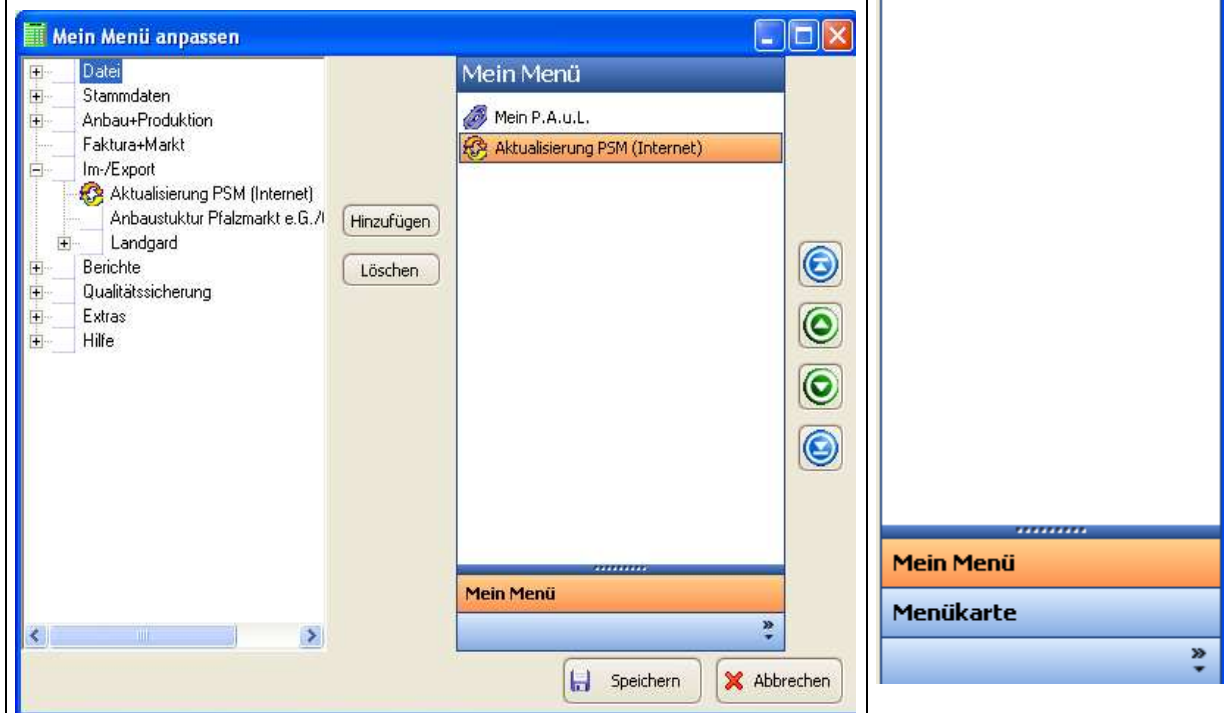 Mein Menü anpassen
Datei
Stammdaten
Anbau+Produktion
Faktura+Markt
Im-/Export
Aktualisierung PSM (Internet)
Anbaustuktur Pfalzmarkt e.G./
Landgard
Berichte
Qualitätssicherung
Extras
Hilfe
Hinzufügen
Löschen
Mein Menü
Mein P.A.u.L.
Aktualisierung PSM (Internet)
Mein Menü
Speichern
Abbrechen
Mein Menü
Menükarte